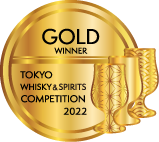 GOLD
WINNER
TOKYO
WHISKY & SPIRITS
COMPETITION
2022